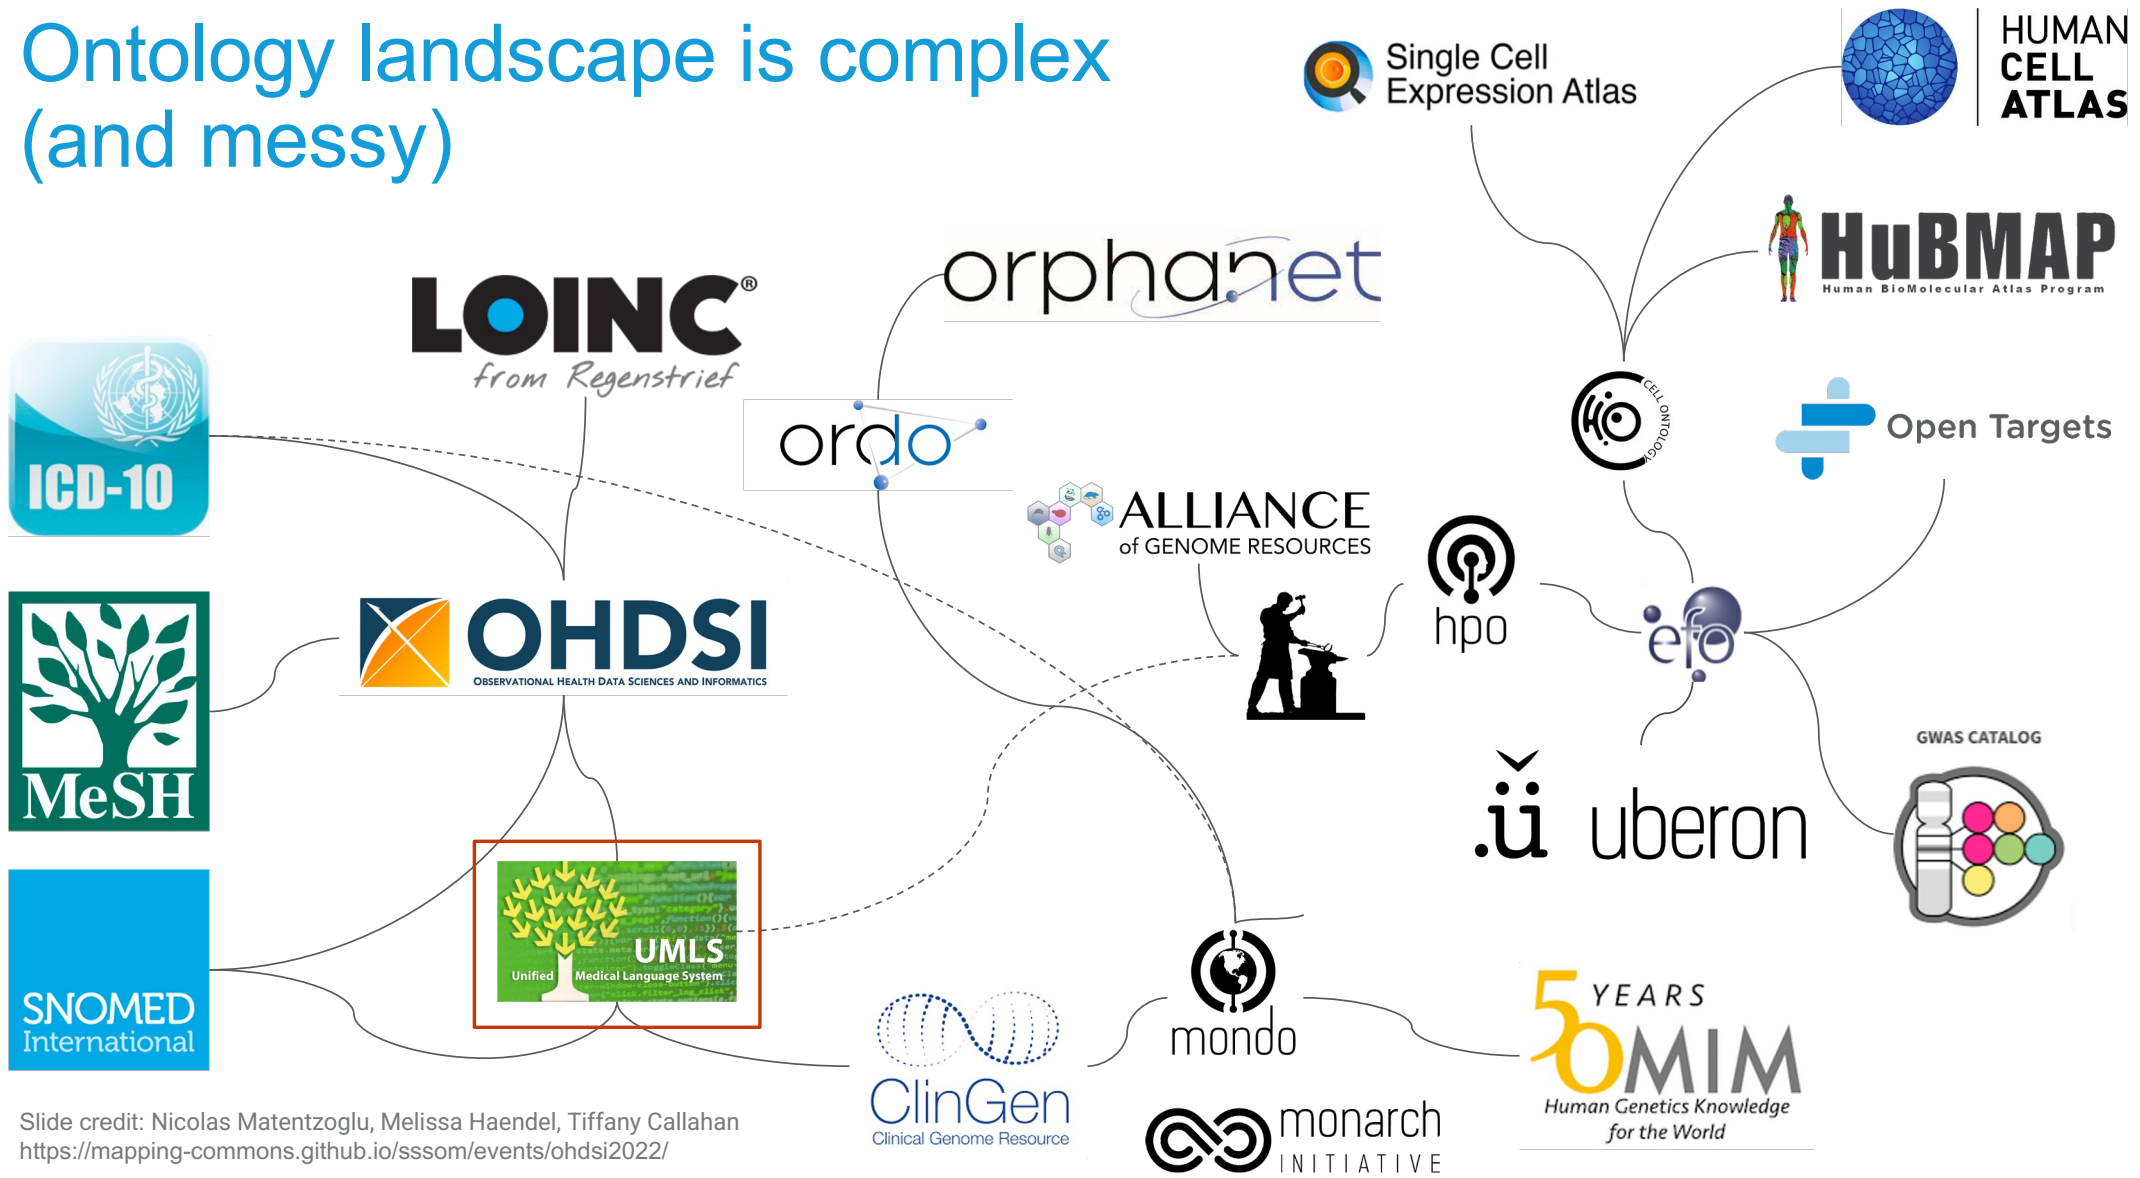 Ontology landscape is complex
(and messy)
Single Cell
Expression Atlas
HUMAN
CELL
ATLAS
HuBMAP
Human BioMolecular Atlas Program
orphanet
LOINC®
from Regenstrief
ICD-10
ordo
CELL ONTOLOGY
Open Targets
ALLIANCE
of GENOME RESOURCES
hpo
efo
OHDSI
OBSERVATIONAL HEALTH DATA SCIENCES AND INFORMATICS
MeSH
GWAS CATALOG
.ü uberon
UMLS
Unified Medical Language System
SNOMED
International
mondo
ClinGen
Clinical Genome Resource
50 YEARS
OMIM
Human Genetics Knowledge
for the World
monarch
INITIATIVE
Slide credit: Nicolas Matentzoglu, Melissa Haendel, Tiffany Callahan
https://mapping-commons.github.io/sssom/events/ohdsi2022/